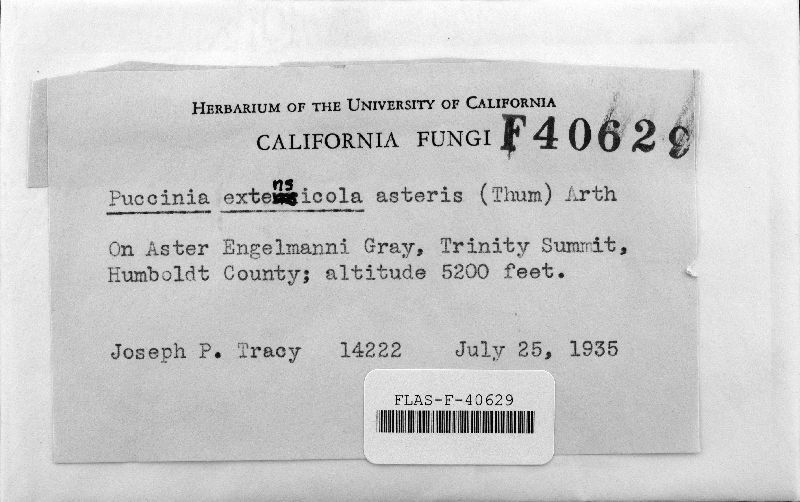 HERBARIUM OF THE UNIVERSITY OF CALIFORNIA
CALIFORNIA FUNGI F40629
Puccinia extensicola asteris (Thum) Arth
On Aster Engelmanni Gray, Trinity Summit,
Humboldt County; altitude 5200 feet.
Joseph P. Tracy 14222 July 25, 1935
FLAS-F-40629